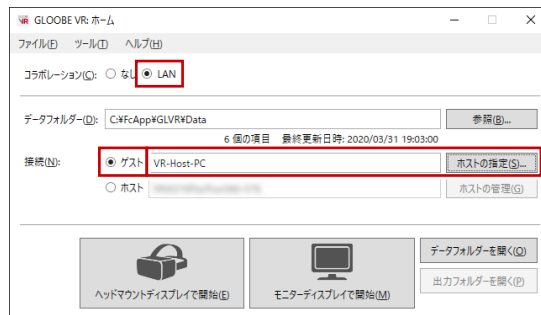 VR GLOOBE VR: ホーム
ファイル(F) ツール(T) ヘルプ(H)
コラボレーション(C): なし LAN
データフォルダー(D): C:¥FcApp¥GLVR¥Data 参照(B)...
6 個の項目 最終更新日時: 2020/03/31 19:03:00
接続(N): ゲスト VR-Host-PC ホストの指定(S)...
ホスト ホストの管理(G)
ヘッドマウントディスプレイで開始(E) モニターディスプレイで開始(M) データフォルダーを開く(O)
出力フォルダーを開く(P)